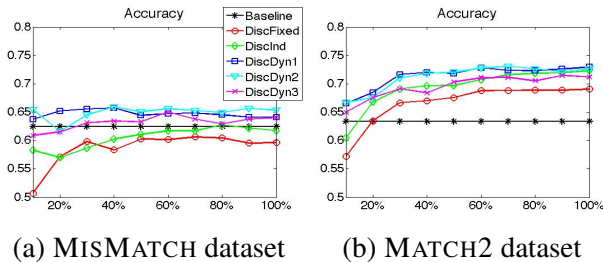 Accuracy
0.8
0.75
0.7
0.65
0.6
0.55
0.5
20% 40% 60% 80% 100%
Baseline
DiscFixed
DiscInd
DiscDyn1
DiscDyn2
DiscDyn3
(a) MISMATCH dataset
Accuracy
0.8
0.75
0.7
0.65
0.6
0.55
0.5
20% 40% 60% 80% 100%
(b) MATCH2 dataset